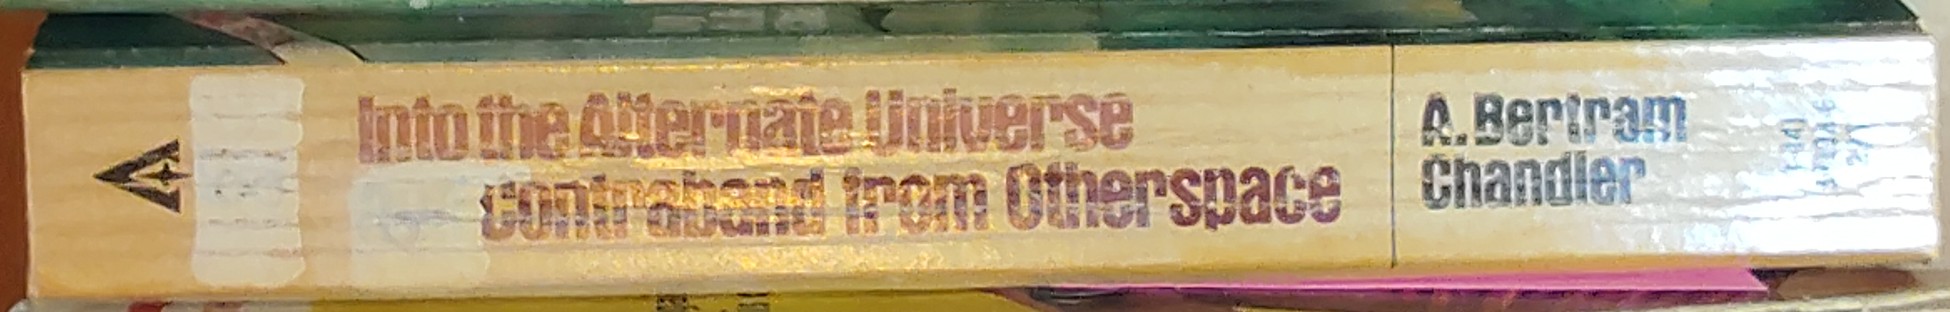 Into the Alternate Universe
Contraband from Otherspace
A. Bertram
Chandler